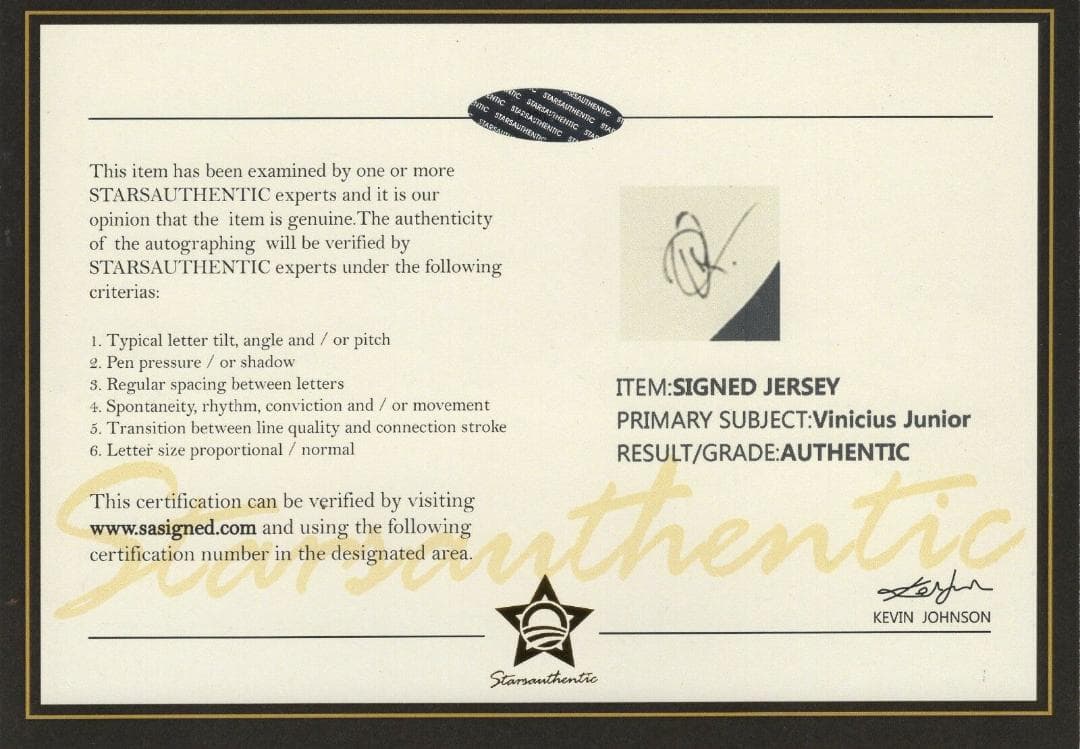 STARSAUTHENTIC STARSAUTHENTIC STARSAUTHENTIC
This item has been examined by one or more
STARSAUTHENTIC experts and it is our
opinion that the item is genuine.The authenticity
of the autographing will be verified by
STARSAUTHENTIC experts under the following
criterias:
1. Typical letter tilt, angle and / or pitch
2. Pen pressure / or shadow
3. Regular spacing between letters
4. Spontaneity, rhythm, conviction and / or movement
5. Transition between line quality and connection stroke
6. Letter size proportional / normal
This certification can be verified by visiting
www.sasigned.com and using the following
certification number in the designated area.
ITEM:SIGNED JERSEY
PRIMARY SUBJECT:Vinicius Junior
RESULT/GRADE:AUTHENTIC
Starsauthentic
KEVIN JOHNSON
Starsauthentic